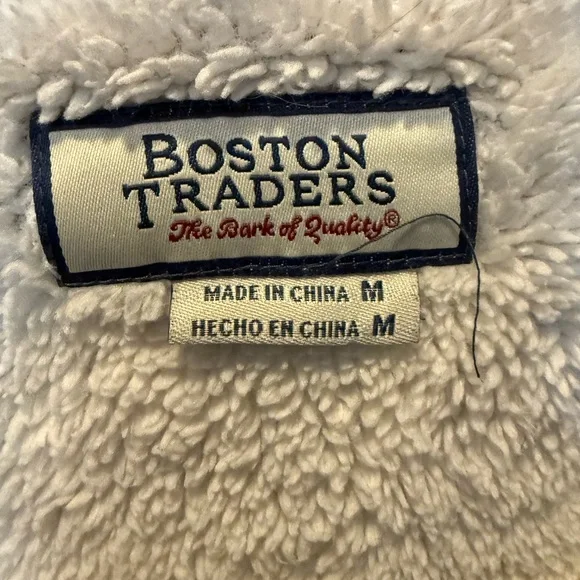 BOSTON
TRADERS
The Bark of Quality®
MADE IN CHINA M
HECHO EN CHINA M